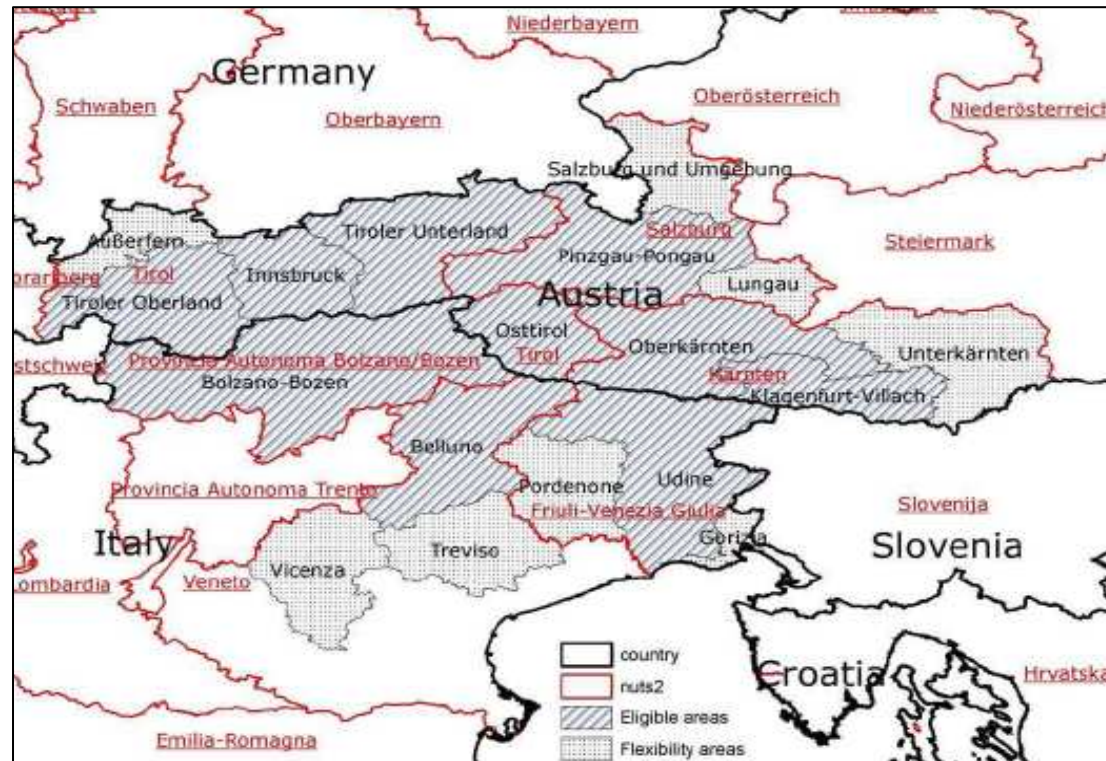 Niederbayern
Germany
Schwaben
Oberbayern
Oberösterreich
Niederösterreich
Salzburg und Umgebung
Außerfern
Tiroler Unterland
Salzburg
Steiermark
Pinzgau-Pongau
orarlberg
Tirol
Innsbruck
Lungau
Tiroler Oberland
Austria
Osttirol
Oberkärnten
Unterkärnten
Tirol
Kärnten
stschweiz
Provincia Autonoma Bolzano/Bozen
Bolzano-Bozen
Klagenfurt-Villach
Belluno
Udine
Provincia Autonoma Trento
Pordenone
Friuli-Venezia Giulia
Slovenija
Italy
Treviso
Gorizia
Slovenia
Vicenza
Lombardia
Veneto
country
nuts2
Croatia
Hrvatska
Eligible areas
Emilia-Romagna
Flexibility areas